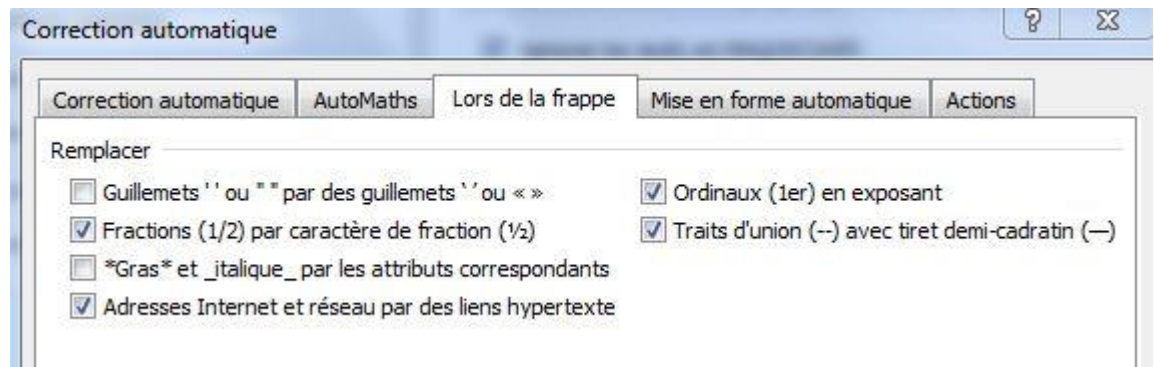 Correction automatique
Correction automatique AutoMaths Lors de la frappe Mise en forme automatique Actions
Remplacer
Guillemets ' ' ou " " par des guillemets ‘ ’ ou « »
Ordinaux (1er) en exposant
Fractions (1/2) par caractère de fraction (½)
Traits d'union (--) avec tiret demi-cadratin (—)
*Gras* et _italique_ par les attributs correspondants
Adresses Internet et réseau par des liens hypertexte